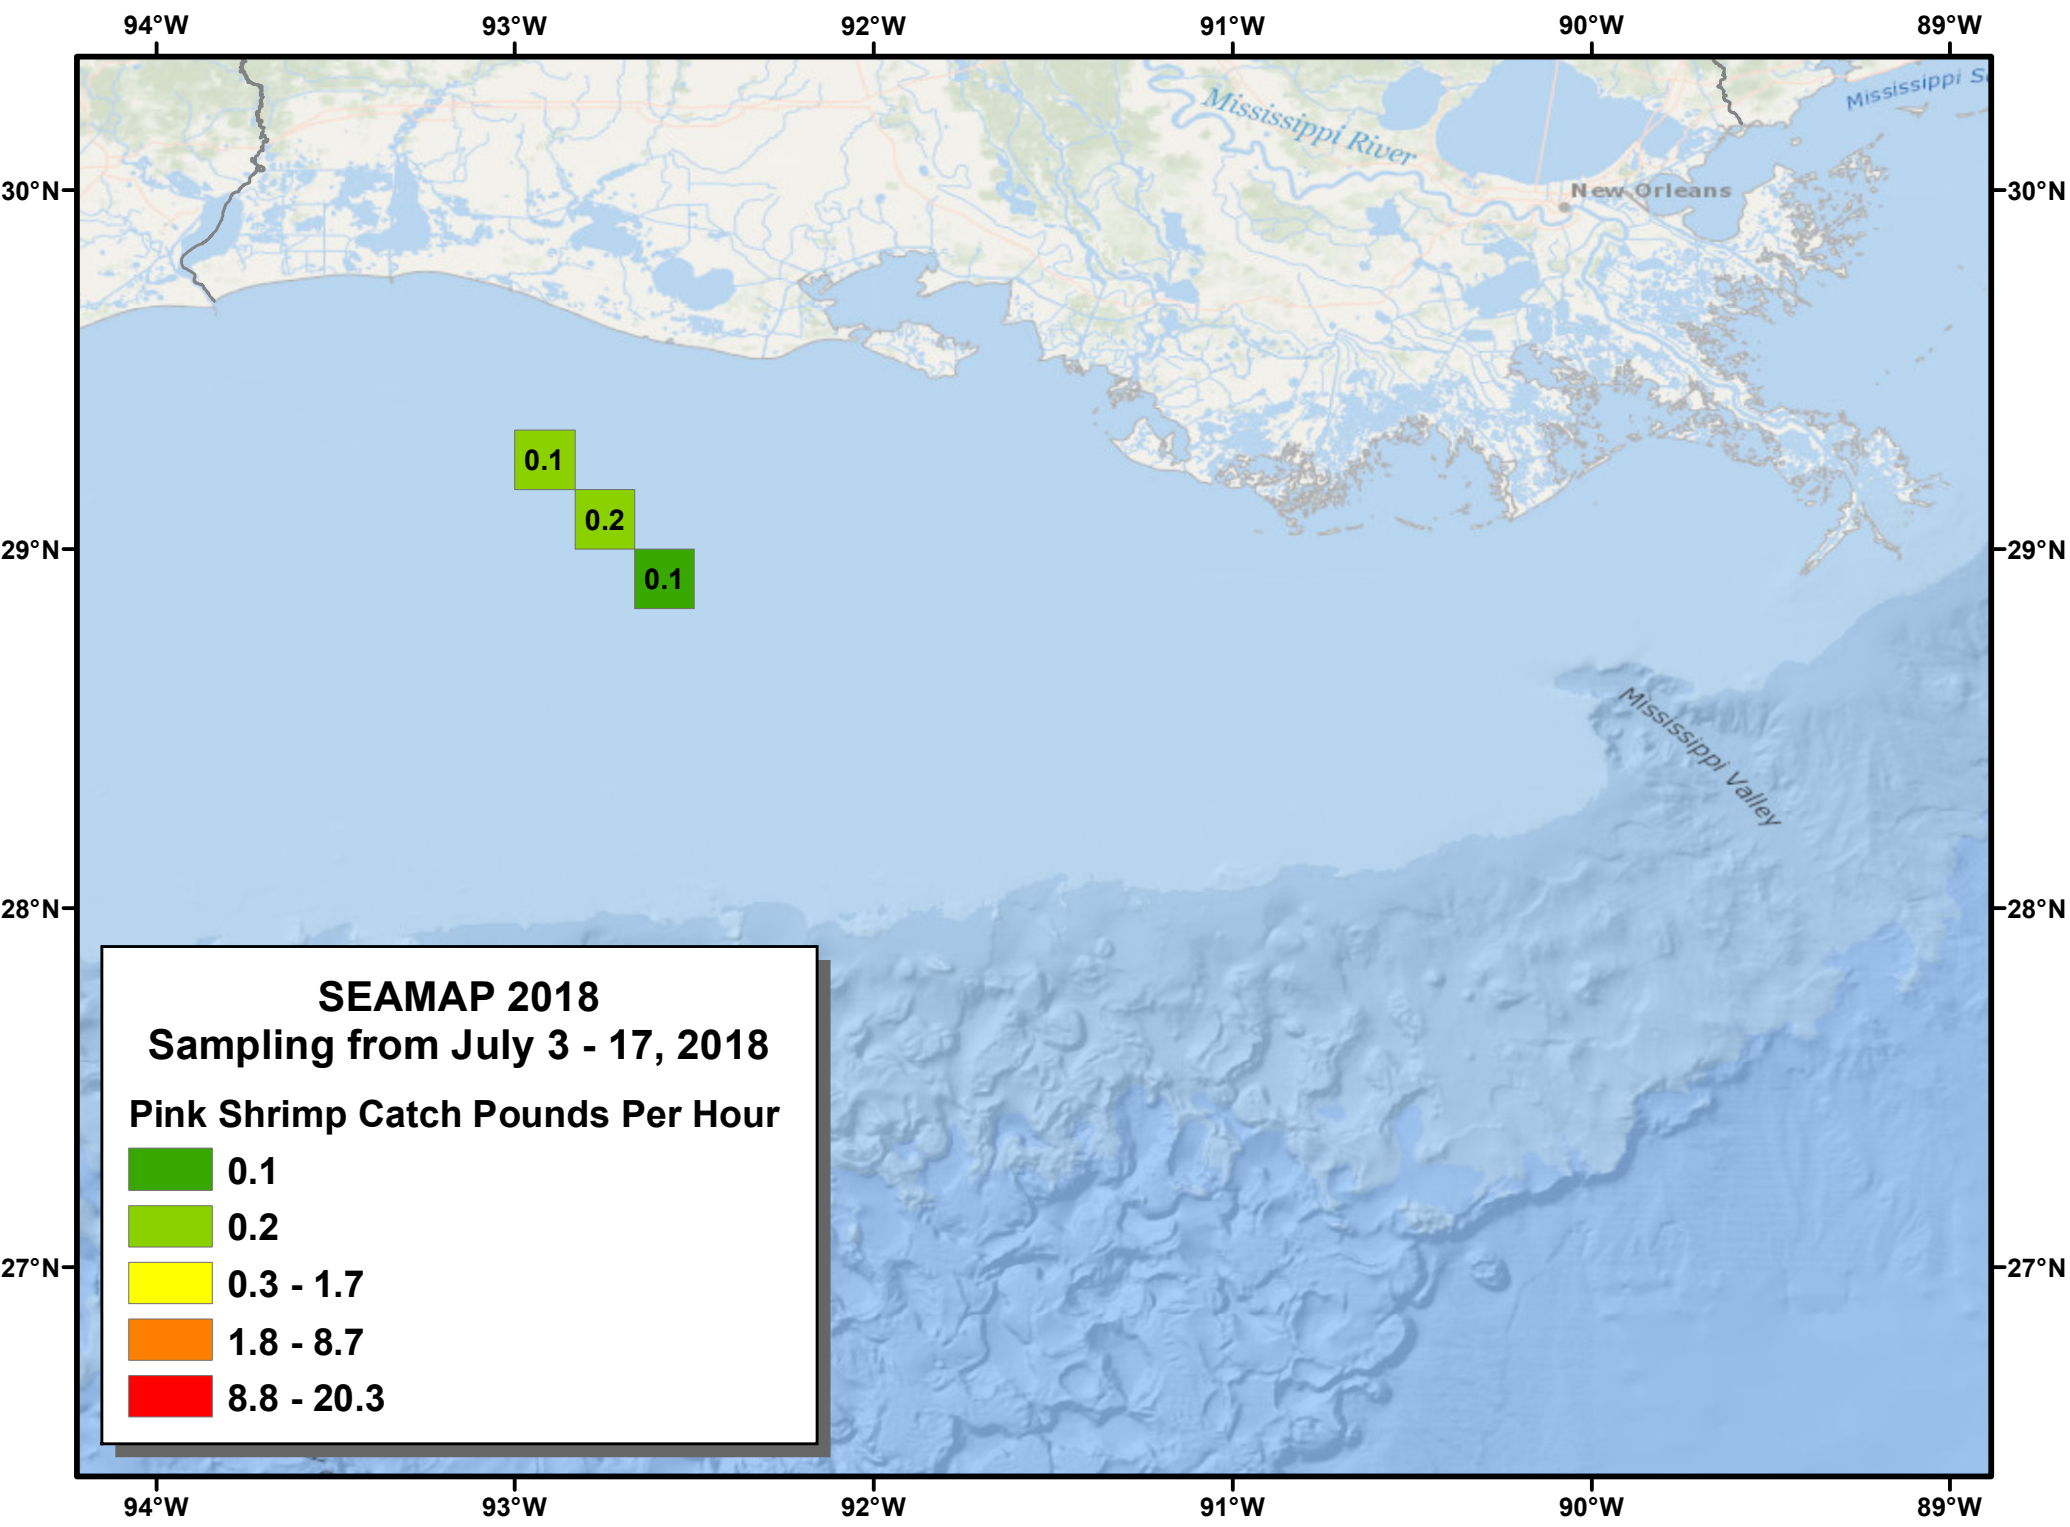 94°W 93°W 92°W 91°W 90°W 89°W
Mississippi S
Mississippi River
30°N New Orleans 30°N
0.1
0.2
29°N 29°N
0.1
Mississippi Valley
28°N 28°N
SEAMAP 2018
Sampling from July 3 - 17, 2018
Pink Shrimp Catch Pounds Per Hour
0.1
0.2
27°N 27°N
0.3 - 1.7
1.8 - 8.7
8.8 - 20.3
94°W 93°W 92°W 91°W 90°W 89°W